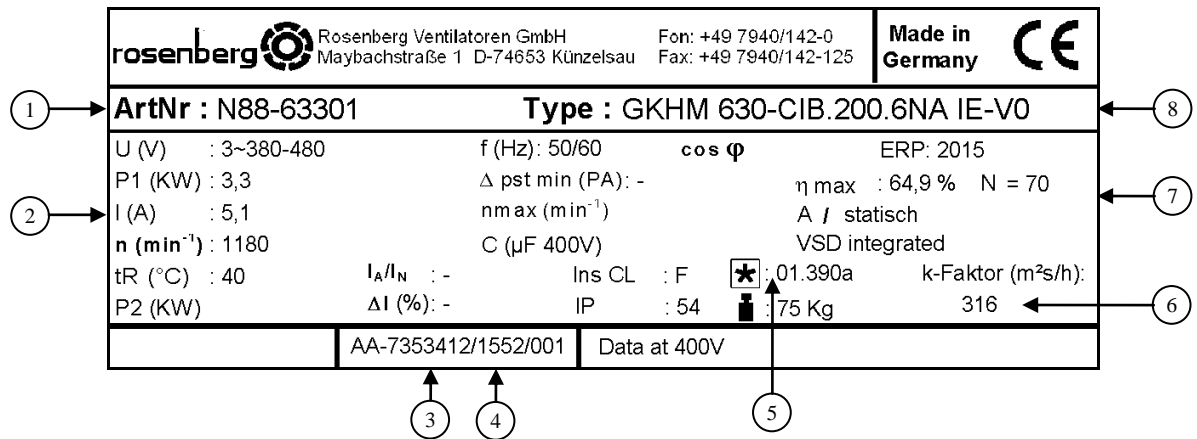 rosenberg Rosenberg Ventilatoren GmbH Fon: +49 7940/142-0 Made in CE
Maybachstraße 1 D-74653 Künzelsau Fax: +49 7940/142-125 Germany
1 ArtNr : N88-63301 Type : GKHM 630-CIB.200.6NA IE-V0 8
U (V) : 3~380-480 f (Hz): 50/60 cos φ ERP: 2015
P1 (KW) : 3,3 Δ pst min (PA): - η max : 64,9 % N = 70 7
2 I (A) : 5,1 nmax (min⁻¹) A / statisch
n (min⁻¹) : 1180 C (µF 400V) VSD integrated
tR (°C) : 40 I_A/I_N : - Ins CL : F * : 01.390a k-Faktor (m²s/h):
P2 (KW) ΔI (%): - IP : 54 : 75 Kg 316 6
AA-7353412/1552/001 Data at 400V
3 4 5